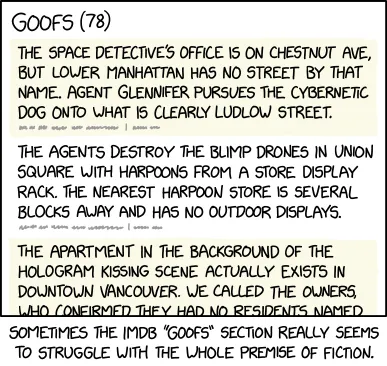 GOOFS (78)
THE SPACE DETECTIVE'S OFFICE IS ON CHESTNUT AVE,
BUT LOWER MANHATTAN HAS NO STREET BY THAT
NAME. AGENT GLENNIFER PURSUES THE CYBERNETIC
DOG ONTO WHAT IS CLEARLY LUDLOW STREET.
THE AGENTS DESTROY THE BLIMP DRONES IN UNION
SQUARE WITH HARPOONS FROM A STORE DISPLAY
RACK. THE NEAREST HARPOON STORE IS SEVERAL
BLOCKS AWAY AND HAS NO OUTDOOR DISPLAYS.
THE APARTMENT IN THE BACKGROUND OF THE
HOLOGRAM KISSING SCENE ACTUALLY EXISTS IN
DOWNTOWN VANCOUVER. WE CALLED THE OWNERS,
WHO CONFIRMED THEY HAD NO RESIDENTS NAMED
SOMETIMES THE IMDB "GOOFS" SECTION REALLY SEEMS
TO STRUGGLE WITH THE WHOLE PREMISE OF FICTION.